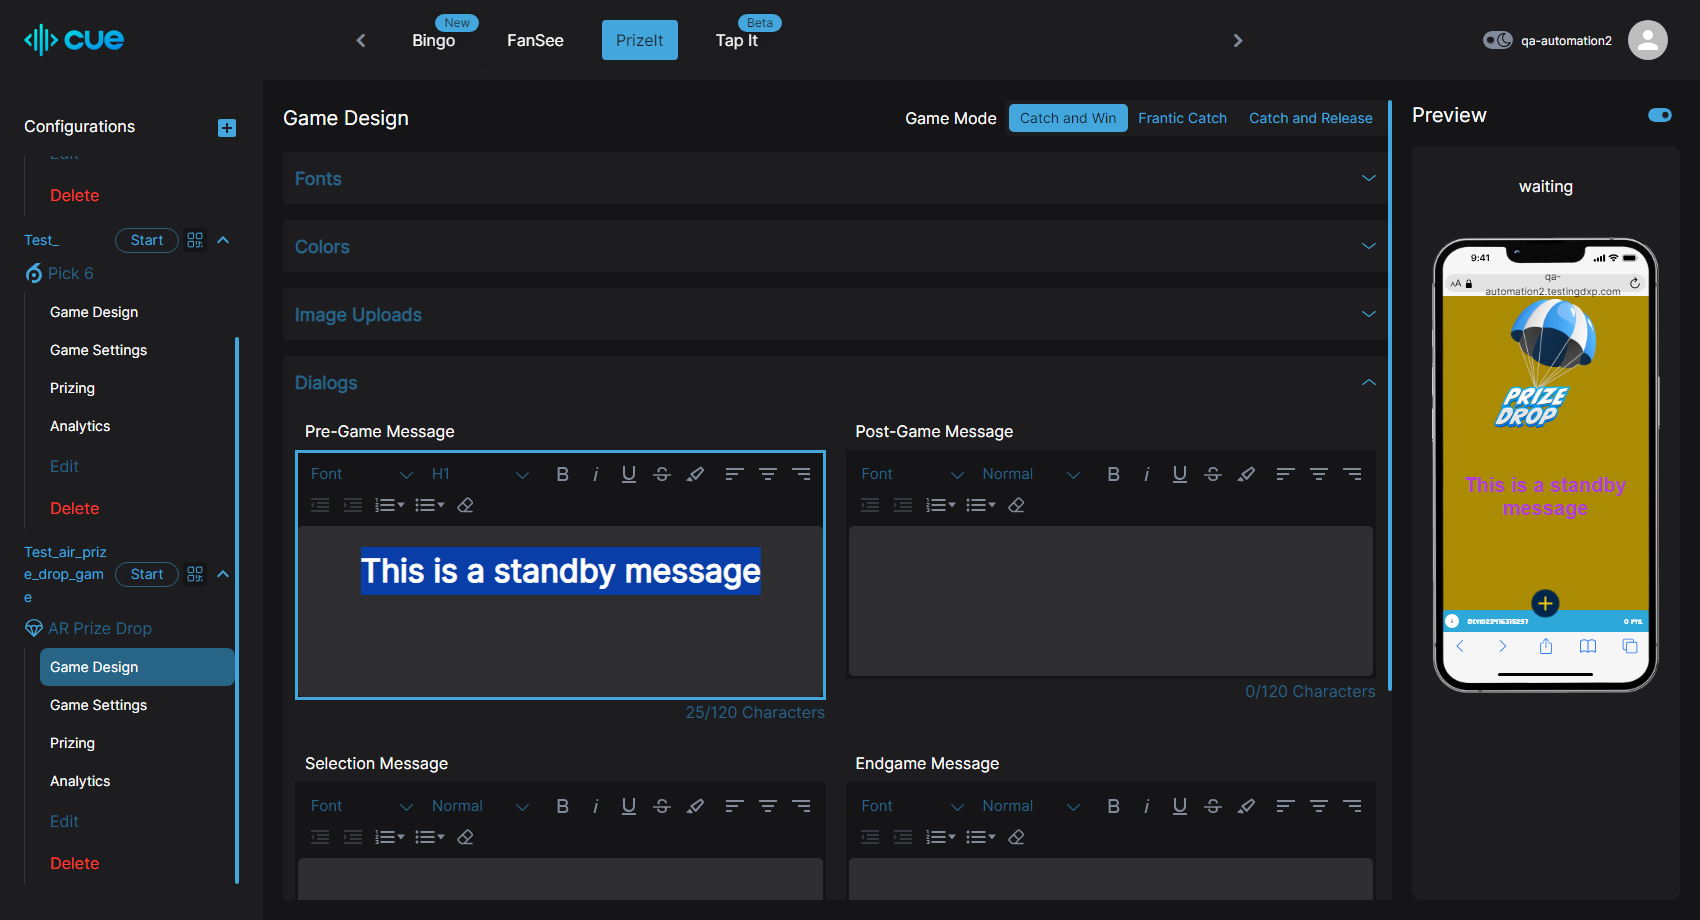 cue
New
Bingo
FanSee
PrizeIt
Beta
Tap It
qa-automation2
Configurations
Edit
Delete
Test_
Start
Pick 6
Game Design
Game Settings
Prizing
Analytics
Edit
Delete
Test_air_priz
e_drop_gam
e
Start
AR Prize Drop
Game Design
Game Settings
Prizing
Analytics
Edit
Delete
Game Design
Game Mode
Catch and Win
Frantic Catch
Catch and Release
Fonts
Colors
Image Uploads
Dialogs
Pre-Game Message
Font
H1
This is a standby message
25/120 Characters
Post-Game Message
Font
Normal
0/120 Characters
Selection Message
Font
Normal
Endgame Message
Font
Normal
Preview
waiting
9:41
AA
qa-
automation2.testingdxp.com
PRIZE
DROP
This is a standby
message
0 PTS.